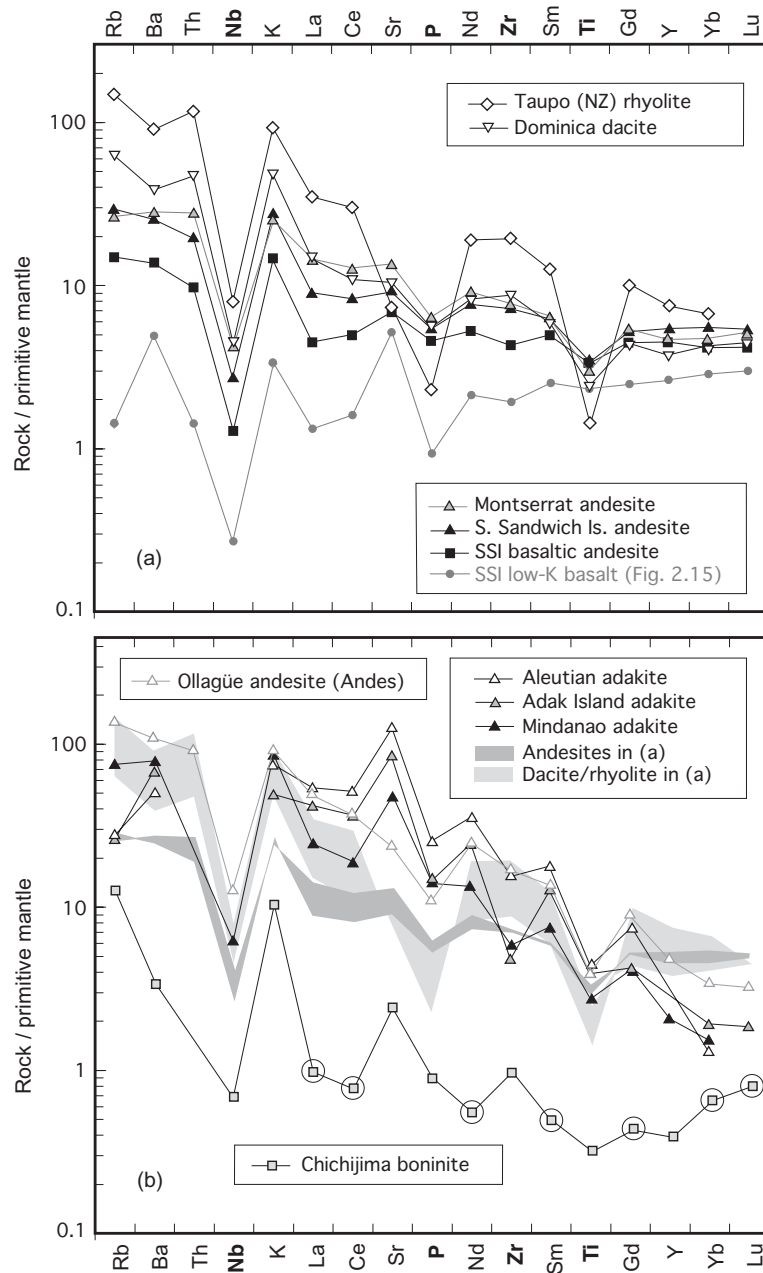 Rb Ba Th Nb K La Ce Sr P Nd Zr Sm Ti Gd Y Yb Lu
100
10
1
0.1
Rock / primitive mantle
Taupo (NZ) rhyolite
Dominica dacite
Montserrat andesite
S. Sandwich Is. andesite
SSI basaltic andesite
SSI low-K basalt (Fig. 2.15)
(a)
100
10
1
0.1
Rock / primitive mantle
Ollagüe andesite (Andes)
Aleutian adakite
Adak Island adakite
Mindanao adakite
Andesites in (a)
Dacite/rhyolite in (a)
Chichijima boninite
(b)
Rb Ba Th Nb K La Ce Sr P Nd Zr Sm Ti Gd Y Yb Lu